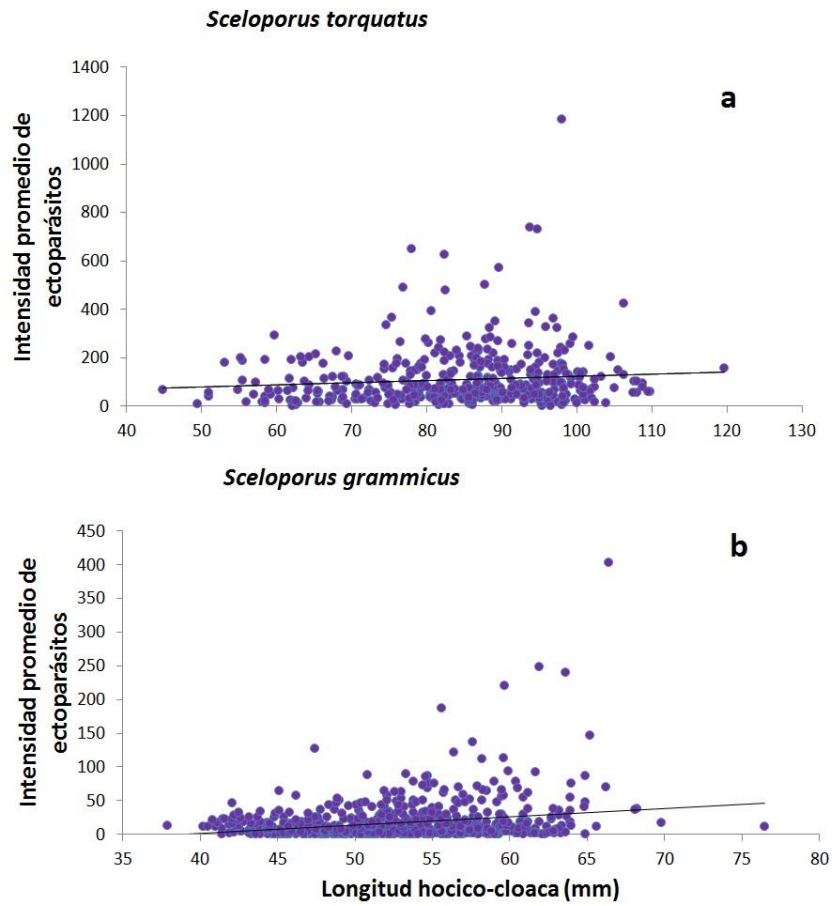 Sceloporus torquatus
a
Intensidad promedio de
ectoparásitos
1400
1200
1000
800
600
400
200
0
40 50 60 70 80 90 100 110 120 130
Sceloporus grammicus
b
Intensidad promedio de
ectoparásitos
450
400
350
300
250
200
150
100
50
0
35 40 45 50 55 60 65 70 75 80
Longitud hocico-cloaca (mm)